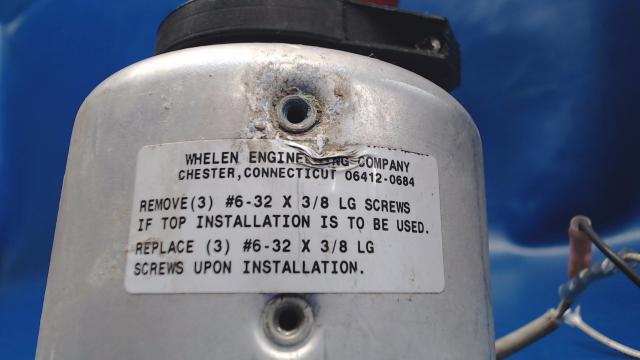 WHELEN ENGINEERING COMPANY
CHESTER, CONNECTICUT 06412-0684
REMOVE(3) #6-32 X 3/8 LG SCREWS
IF TOP INSTALLATION IS TO BE USED.
REPLACE (3) #6-32 X 3/8 LG
SCREWS UPON INSTALLATION.